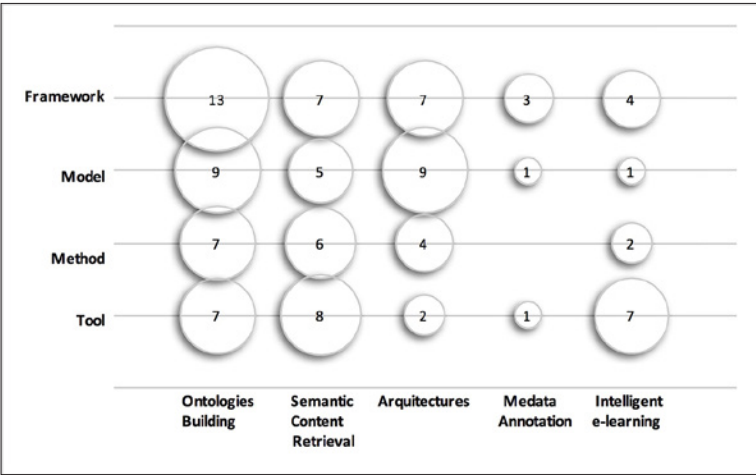 Framework 13 7 7 3 4
Model 9 5 9 1 1
Method 7 6 4 2
Tool 7 8 2 1 7
Ontologies Semantic Arquitectures Medata Intelligent
Building Content Annotation e-learning
Retrieval